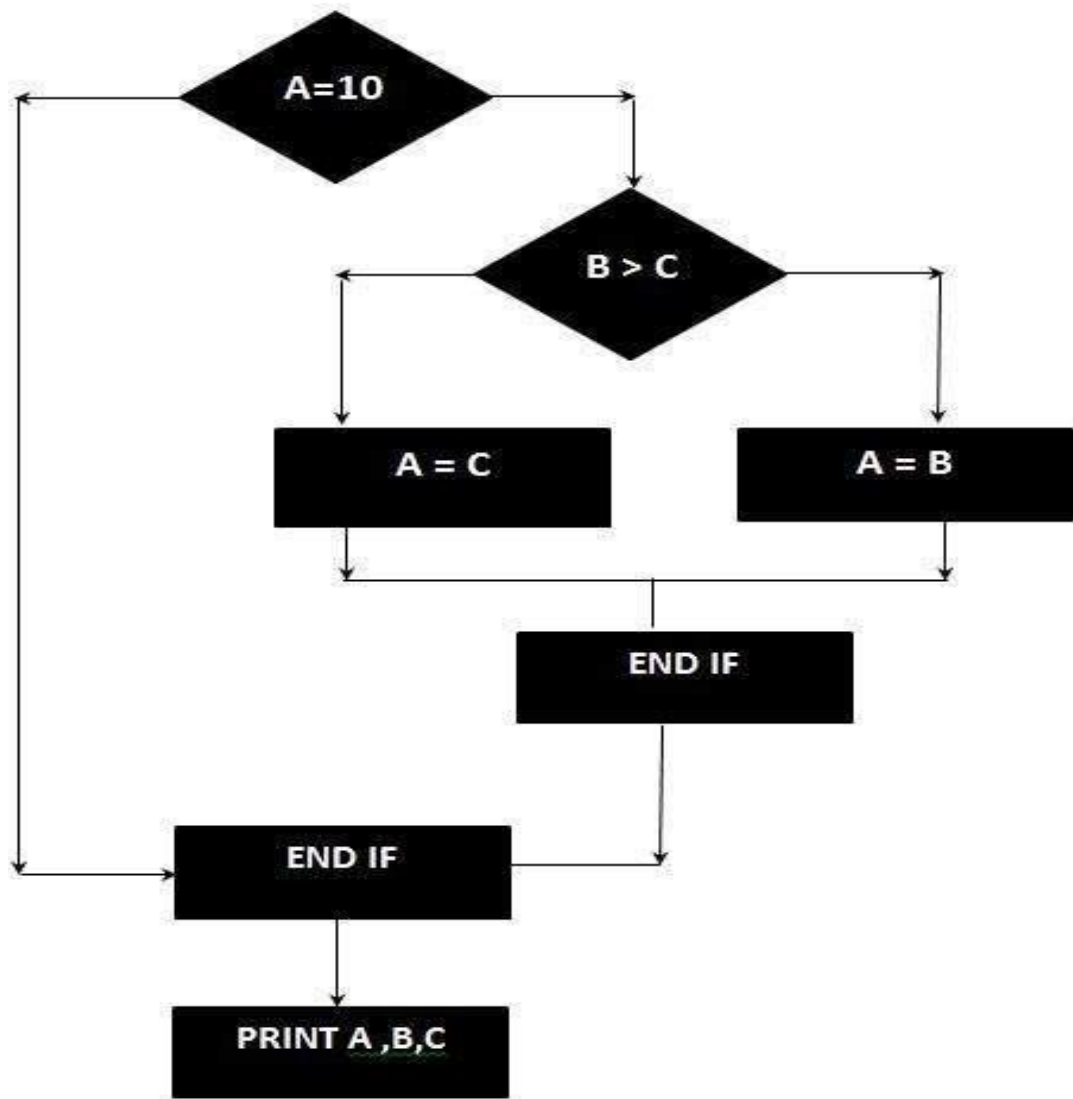 A=10
B > C
A = C
A = B
END IF
END IF
PRINT A ,B,C